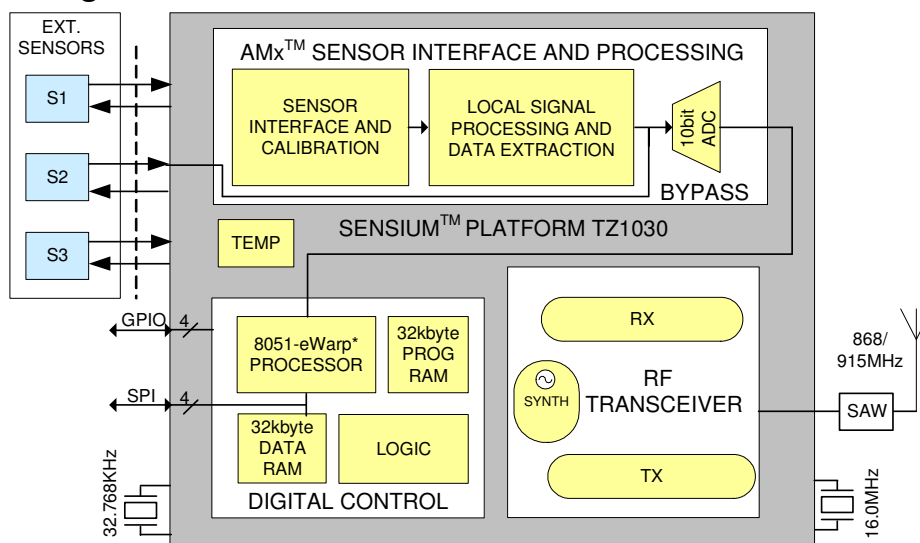 EXT.
SENSORS
S1
S2
S3
AMx™ SENSOR INTERFACE AND PROCESSING
SENSOR
INTERFACE AND
CALIBRATION
LOCAL SIGNAL
PROCESSING AND
DATA EXTRACTION
10bit
ADC
BYPASS
SENSIUM™ PLATFORM TZ1030
TEMP
GPIO
4
SPI
4
8051-eWarp*
PROCESSOR
32kbyte
PROG
RAM
32kbyte
DATA
RAM
LOGIC
DIGITAL CONTROL
RX
SYNTH
RF
TRANSCEIVER
TX
868/
915MHz
SAW
32.768KHz
16.0MHz